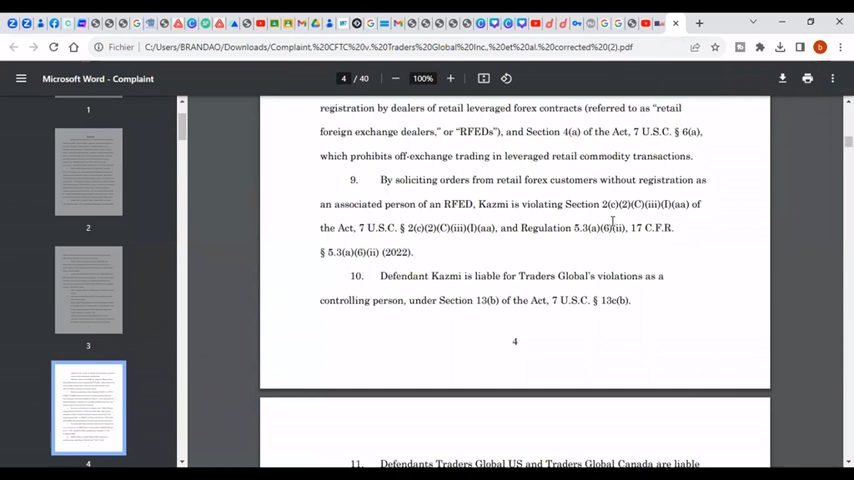 Fichier
C:/Users/BRANDAO/Downloads/Complaint,%20CFTC%20v.%20Traders%20Global%20Inc,.%20et%20al.%20corrected%20(2).pdf
b
Microsoft Word - Complaint
4 / 40
100%
1
2
3
4
registration by dealers of retail leveraged forex contracts (referred to as “retail
foreign exchange dealers,” or “RFEDs”), and Section 4(a) of the Act, 7 U.S.C. § 6(a),
which prohibits off-exchange trading in leveraged retail commodity transactions.
9. By soliciting orders from retail forex customers without registration as
an associated person of an RFED, Kazmi is violating Section 2(c)(2)(C)(iii)(I)(aa) of
the Act, 7 U.S.C. § 2(c)(2)(C)(iii)(I)(aa), and Regulation 5.3(a)(6)(ii), 17 C.F.R.
§ 5.3(a)(6)(ii) (2022).
10. Defendant Kazmi is liable for Traders Global’s violations as a
controlling person, under Section 13(b) of the Act, 7 U.S.C. § 13c(b).
4
11. Defendants Traders Global US and Traders Global Canada are liable